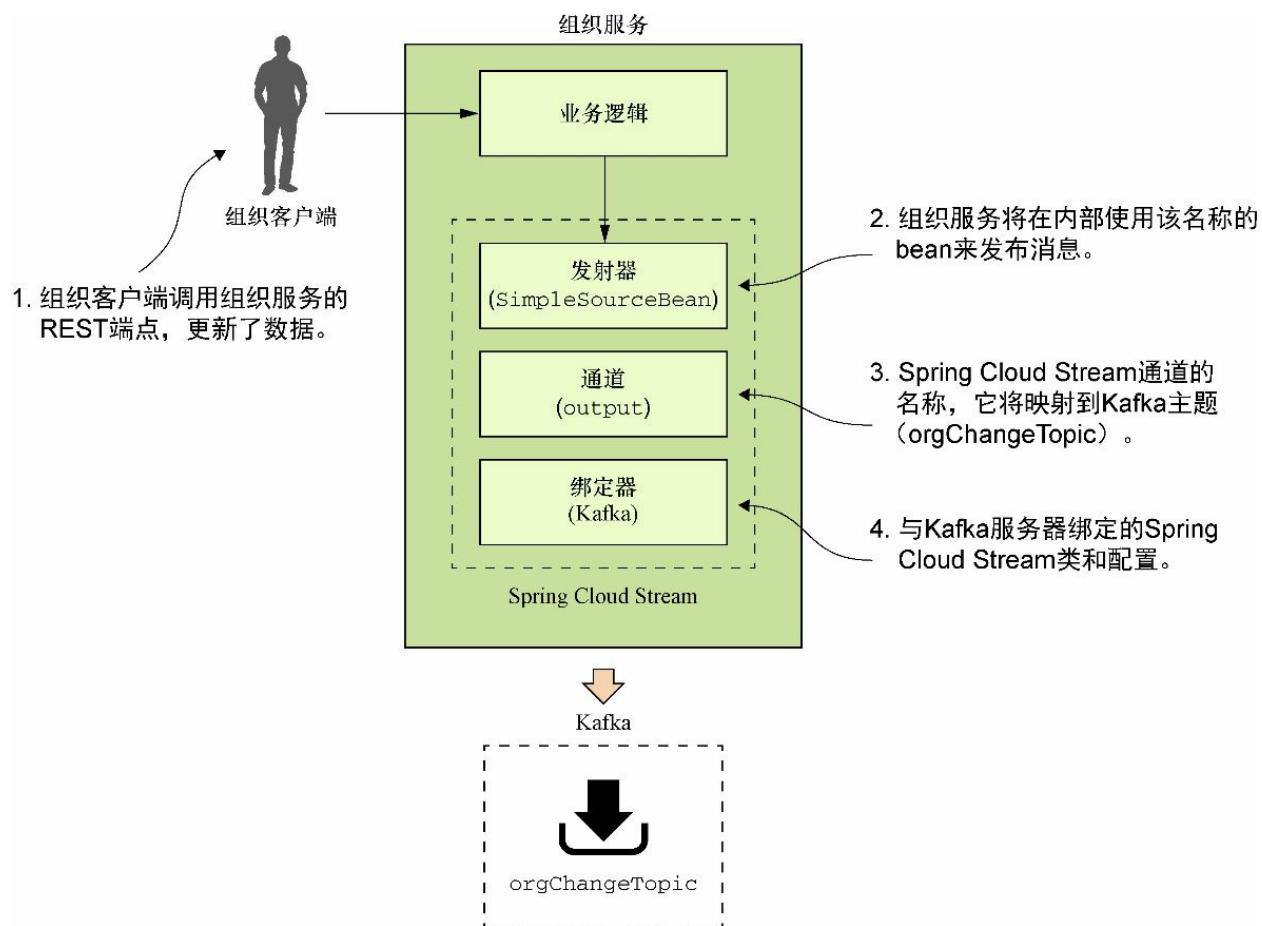 组织服务
业务逻辑
组织客户端
1. 组织客户端调用组织服务的
REST端点，更新了数据。
发射器
(SimpleSourceBean)
2. 组织服务将在内部使用该名称的
bean来发布消息。
通道
(output)
3. Spring Cloud Stream通道的
名称，它将映射到Kafka主题
（orgChangeTopic）。
绑定器
(Kafka)
4. 与Kafka服务器绑定的Spring
Cloud Stream类和配置。
Spring Cloud Stream
Kafka
orgChangeTopic